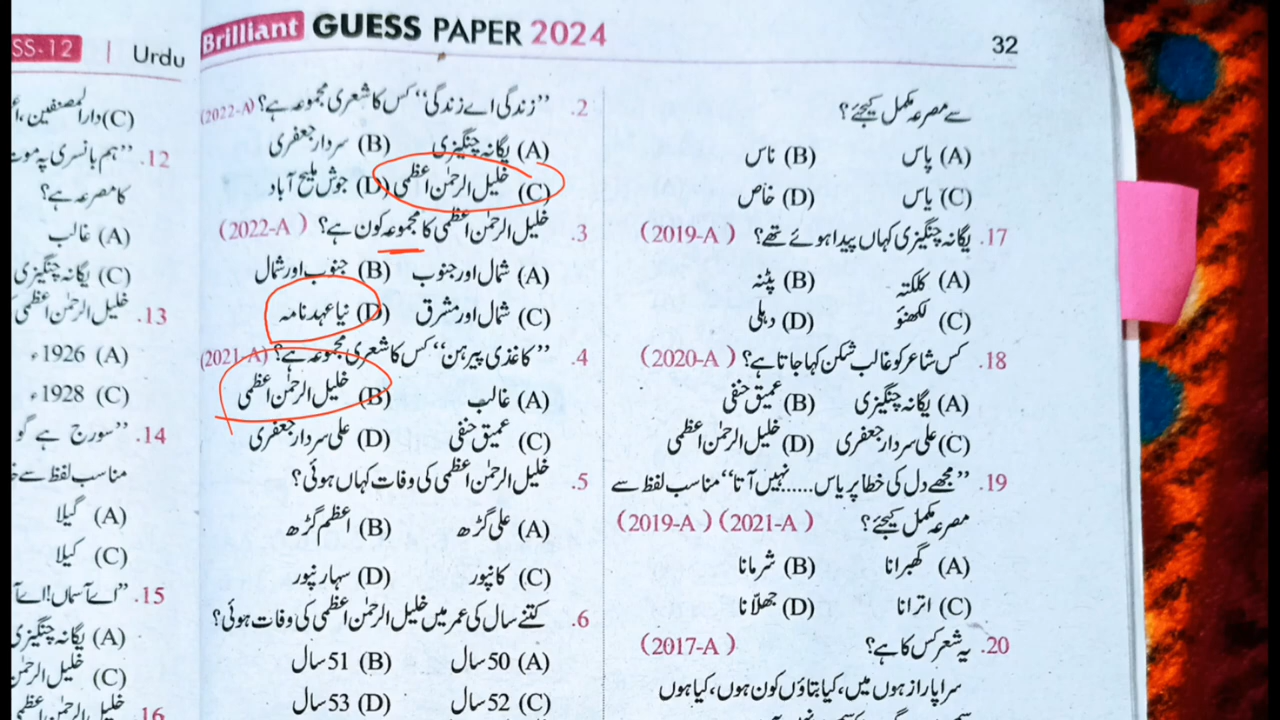 Brilliant GUESS PAPER 2024
32
سے مصرعہ مکمل کیجئے؟
(A) پاس (B) ناس
(C) یاس (D) خاص
17. یگانہ چنگیزی کہاں پیدا ہوئے تھے؟ (2019-A)
(A) کلکتہ (B) پٹنہ
(C) لکھنؤ (D) دہلی
18. کس شاعر کو غالب شکن کہا جاتا ہے؟ (2020-A)
(A) یگانہ چنگیزی (B) عمیق حنفی
(C) علی سردار جعفری (D) خلیل الرحمٰن اعظمی
19. ''مجھے دل کی خطا پر یاس......نہیں آتا'' مناسب لفظ سے
مصرعہ مکمل کیجئے؟ (2021-A) (2019-A)
(A) گھبرانا (B) شرمانا
(C) اترانا (D) جھلّانا
20. یہ شعر کس کا ہے؟ (2017-A)
سراپا راز ہوں میں، کیا بتاؤں کون ہوں، کیا ہوں
2. ''زندگی اے زندگی'' کس کا شعری مجموعہ ہے؟ (2022-A)
(A) یگانہ چنگیزی (B) سردار جعفری
(C) خلیل الرحمٰن اعظمی (D) جوش ملیح آباد
3. خلیل الرحمٰن اعظمی کا مجموعہ کون ہے؟ (2022-A)
(A) شمال اور جنوب (B) جنوب اور شمال
(C) شمال اور مشرق (D) نیا عہد نامہ
4. ''کاغذی پیرہن'' کس کا شعری مجموعہ ہے؟ (2021-A)
(A) غالب (B) خلیل الرحمٰن اعظمی
(C) عمیق حنفی (D) علی سردار جعفری
5. خلیل الرحمٰن اعظمی کی وفات کہاں ہوئی؟
(A) علی گڑھ (B) اعظم گڑھ
(C) کانپور (D) سہارنپور
6. کتنے سال کی عمر میں خلیل الرحمٰن اعظمی کی وفات ہوئی؟
(A) 50 سال (B) 51 سال
(C) 52 سال (D) 53 سال
SS-12 | Urdu
(C) دارالمصنفین،
12. ''ہم بانسری پہ موت
کا مصرعہ ہے؟
(A) غالب
(C) یگانہ چنگیزی
13. خلیل الرحمٰن اعظمی
(A) 1926ء
(C) 1928ء
14. ''سورج ہے گو
مناسب لفظ سے
(A) گیلا
(C) کیلا
15. ''اے آسماں! اے آ
(A) یگانہ چنگیزی
(C) خلیل الرحمٰن
16. خلیل الرحمٰن اعظمی